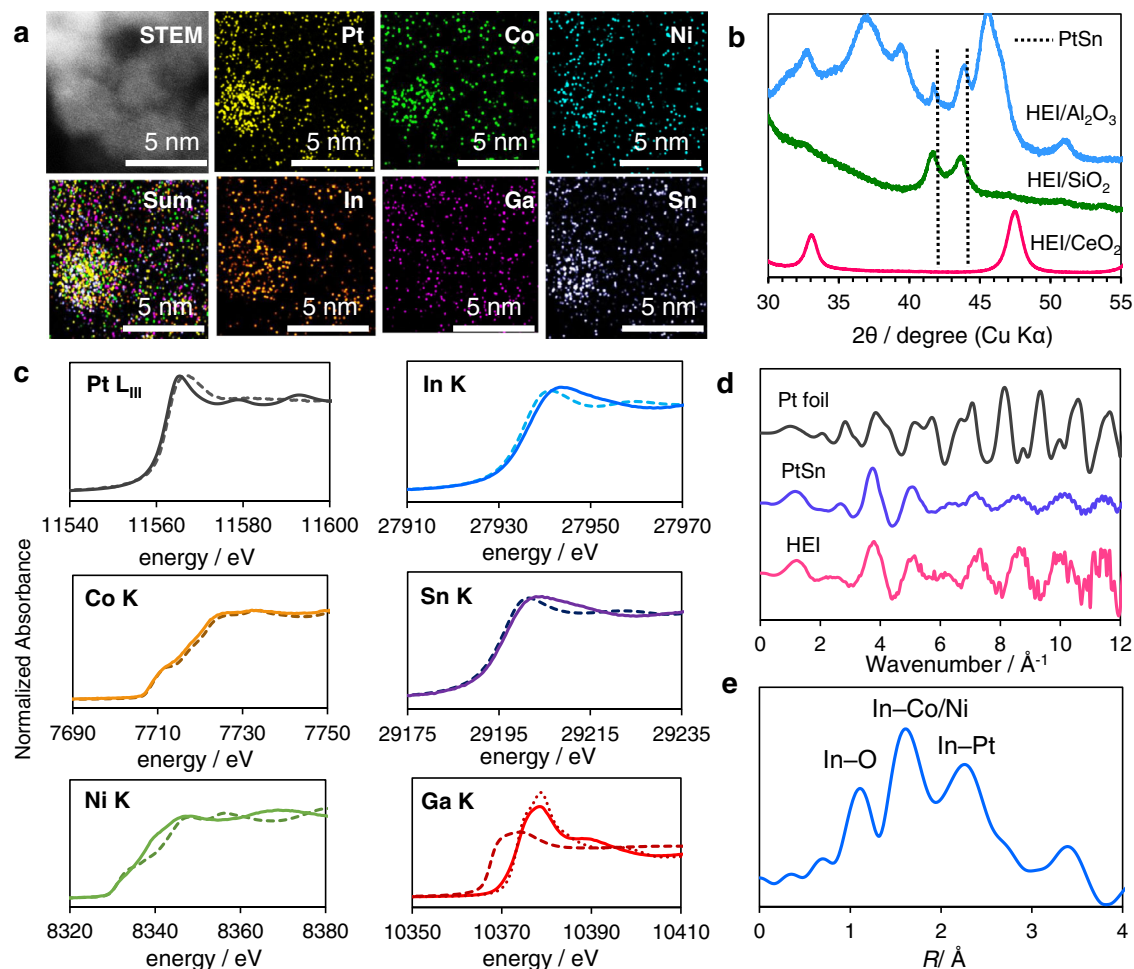 a
STEM
Pt
Co
Ni
5 nm
5 nm
5 nm
5 nm
Sum
In
Ga
Sn
5 nm
5 nm
5 nm
5 nm
b
PtSn
HEI/Al₂O₃
HEI/SiO₂
HEI/CeO₂
30 35 40 45 50 55
2θ / degree (Cu Kα)
c
Normalized Absorbance
Pt LIII
11540 11560 11580 11600
energy / eV
In K
27910 27930 27950 27970
energy / eV
Co K
7690 7710 7730 7750
energy / eV
Sn K
29175 29195 29215 29235
energy / eV
Ni K
8320 8340 8360 8380
energy / eV
Ga K
10350 10370 10390 10410
energy / eV
d
Pt foil
PtSn
HEI
0 2 4 6 8 10 12
Wavenumber / Å⁻¹
e
In–Co/Ni
In–O
In–Pt
0 1 2 3 4
R/ Å